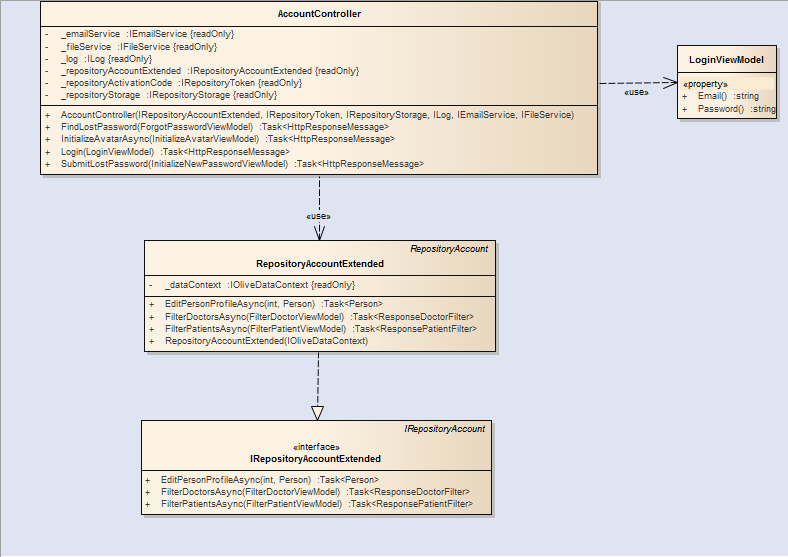 AccountController
- _emailService :IEmailService {readOnly}
- _fileService :IFileService {readOnly}
- _log :ILog {readOnly}
- _repositoryAccountExtended :IRepositoryAccountExtended {readOnly}
- _repositoryActivationCode :IRepositoryToken {readOnly}
- _repositoryStorage :IRepositoryStorage {readOnly}
+ AccountController(IRepositoryAccountExtended, IRepositoryToken, IRepositoryStorage, ILog, IEmailService, IFileService)
+ FindLostPassword(ForgotPasswordViewModel) :Task<HttpResponseMessage>
+ InitializeAvatarAsync(InitializeAvatarViewModel) :Task<HttpResponseMessage>
+ Login(LoginViewModel) :Task<HttpResponseMessage>
+ SubmitLostPassword(InitializeNewPasswordViewModel) :Task<HttpResponseMessage>
«use»
LoginViewModel
«property»
+ Email() :string
+ Password() :string
«use»
RepositoryAccount
RepositoryAccountExtended
- _dataContext :IOliveDataContext {readOnly}
+ EditPersonProfileAsync(int, Person) :Task<Person>
+ FilterDoctorsAsync(FilterDoctorViewModel) :Task<ResponseDoctorFilter>
+ FilterPatientsAsync(FilterPatientViewModel) :Task<ResponsePatientFilter>
+ RepositoryAccountExtended(IOliveDataContext)
IRepositoryAccount
«interface»
IRepositoryAccountExtended
+ EditPersonProfileAsync(int, Person) :Task<Person>
+ FilterDoctorsAsync(FilterDoctorViewModel) :Task<ResponseDoctorFilter>
+ FilterPatientsAsync(FilterPatientViewModel) :Task<ResponsePatientFilter>